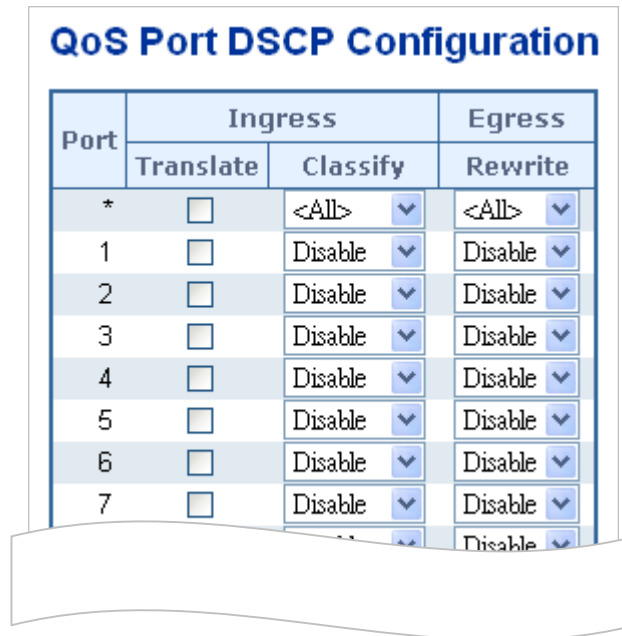 QoS Port DSCP Configuration
Port Ingress Egress
Translate Classify Rewrite
* <All> <All>
1 Disable Disable
2 Disable Disable
3 Disable Disable
4 Disable Disable
5 Disable Disable
6 Disable Disable
7 Disable Disable
Disable